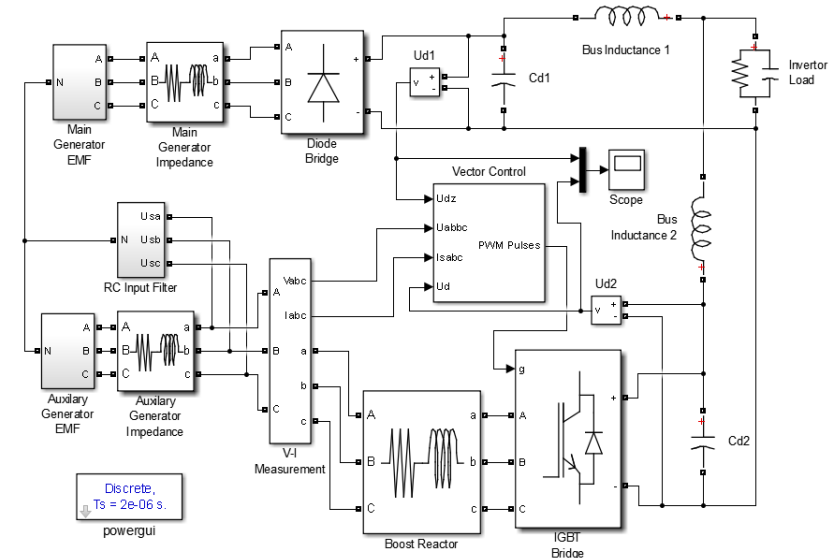 Bus Inductance 1
Invertor
Load
Ud1
+
-
v
Cd1
N
A
B
C
Main
Generator
EMF
A
B
C
a
b
c
Main
Generator
Impedance
A
B
C
+
-
Diode
Bridge
Vector Control
Udz
Uabbc
Isabc
Ud
PWM Pulses
Scope
Bus
Inductance 2
Usa
N Usb
Usc
RC Input Filter
Ud2
+
-
v
N
A
B
C
Auxilary
Generator
EMF
A
B
C
a
b
c
Auxilary
Generator
Impedance
Vabc
A
Iabc
a
B
b
C
c
V-I
Measurement
A
B
C
a
b
c
Boost Reactor
g
A
B
C
+
-
IGBT
Bridge
Cd2
Discrete,
Ts = 2e-06 s.
powergui